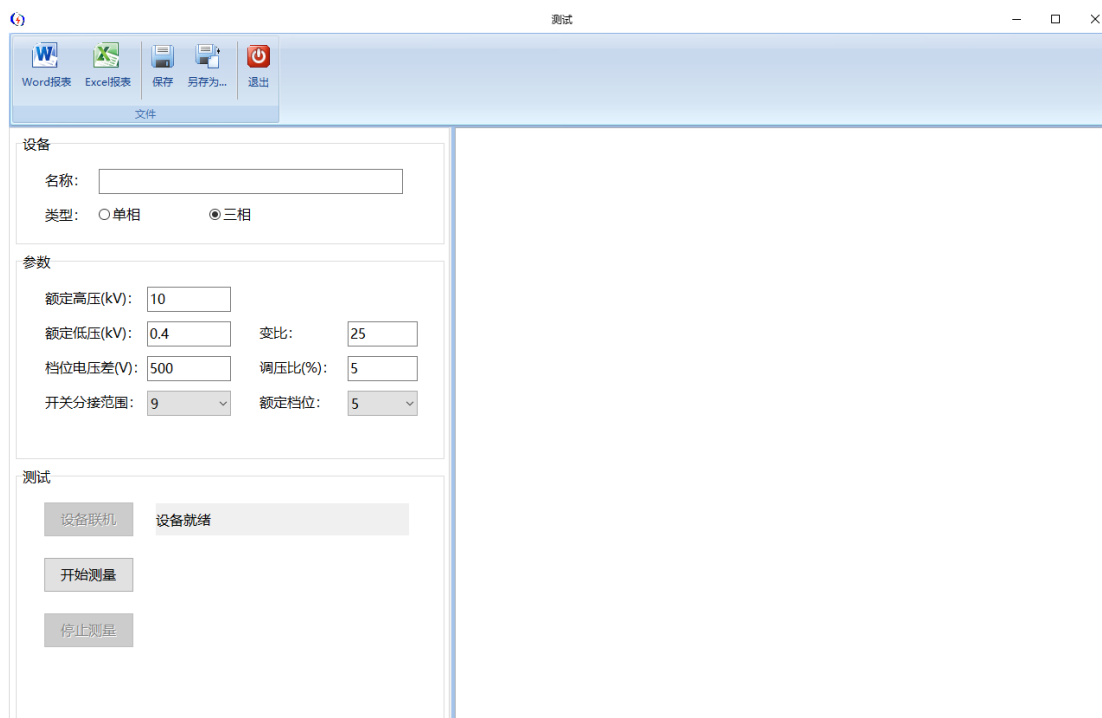 测试
Word报表 Excel报表 保存 另存为... 退出
文件
设备
名称：
类型： 单相 三相
参数
额定高压(kV)： 10
额定低压(kV)： 0.4 变比： 25
档位电压差(V)： 500 调压比(%)： 5
开关分接范围： 9 额定档位： 5
测试
设备联机 设备就绪
开始测量
停止测量